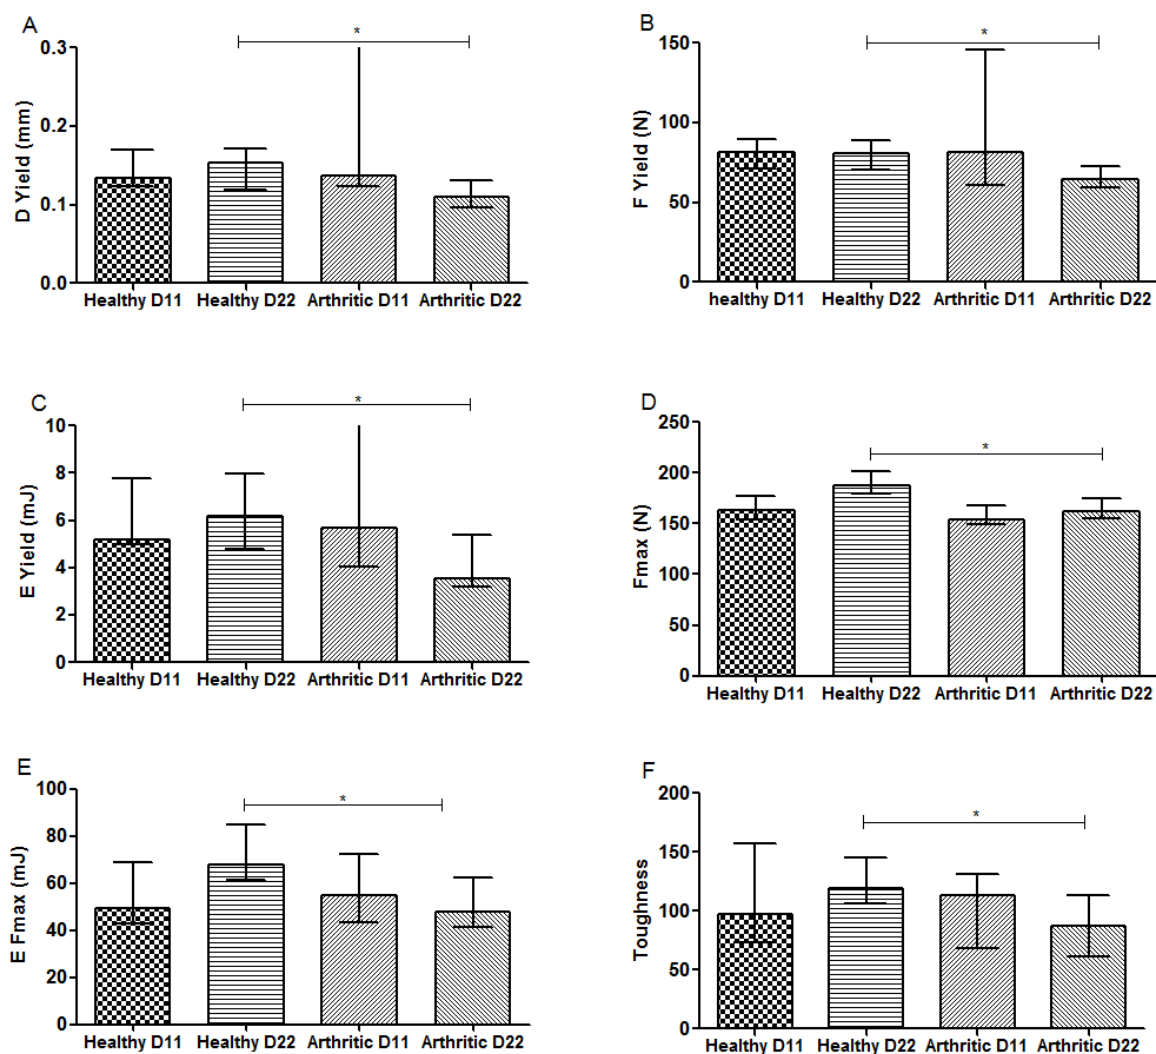 A
*
0.3
0.2
0.1
0.0
D Yield (mm)
Healthy D11 Healthy D22 Arthritic D11 Arthritic D22
B
*
150
100
50
0
F Yield (N)
healthy D11 Healthy D22 Arthritic D11 Arthritic D22
C
*
10
8
6
4
2
0
E Yield (mJ)
Healthy D11 Healthy D22 Arthritic D11 Arthritic D22
D
*
250
200
150
100
50
0
Fmax (N)
Healthy D11 Healthy D22 Arthritic D11 Arthritic D22
E
*
100
80
60
40
20
0
E Fmax (mJ)
Healthy D11 Healthy D22 Arthritic D11 Arthritic D22
F
*
200
150
100
50
0
Toughness
Healthy D11 Healthy D22 Arthritic D11 Arthritic D22